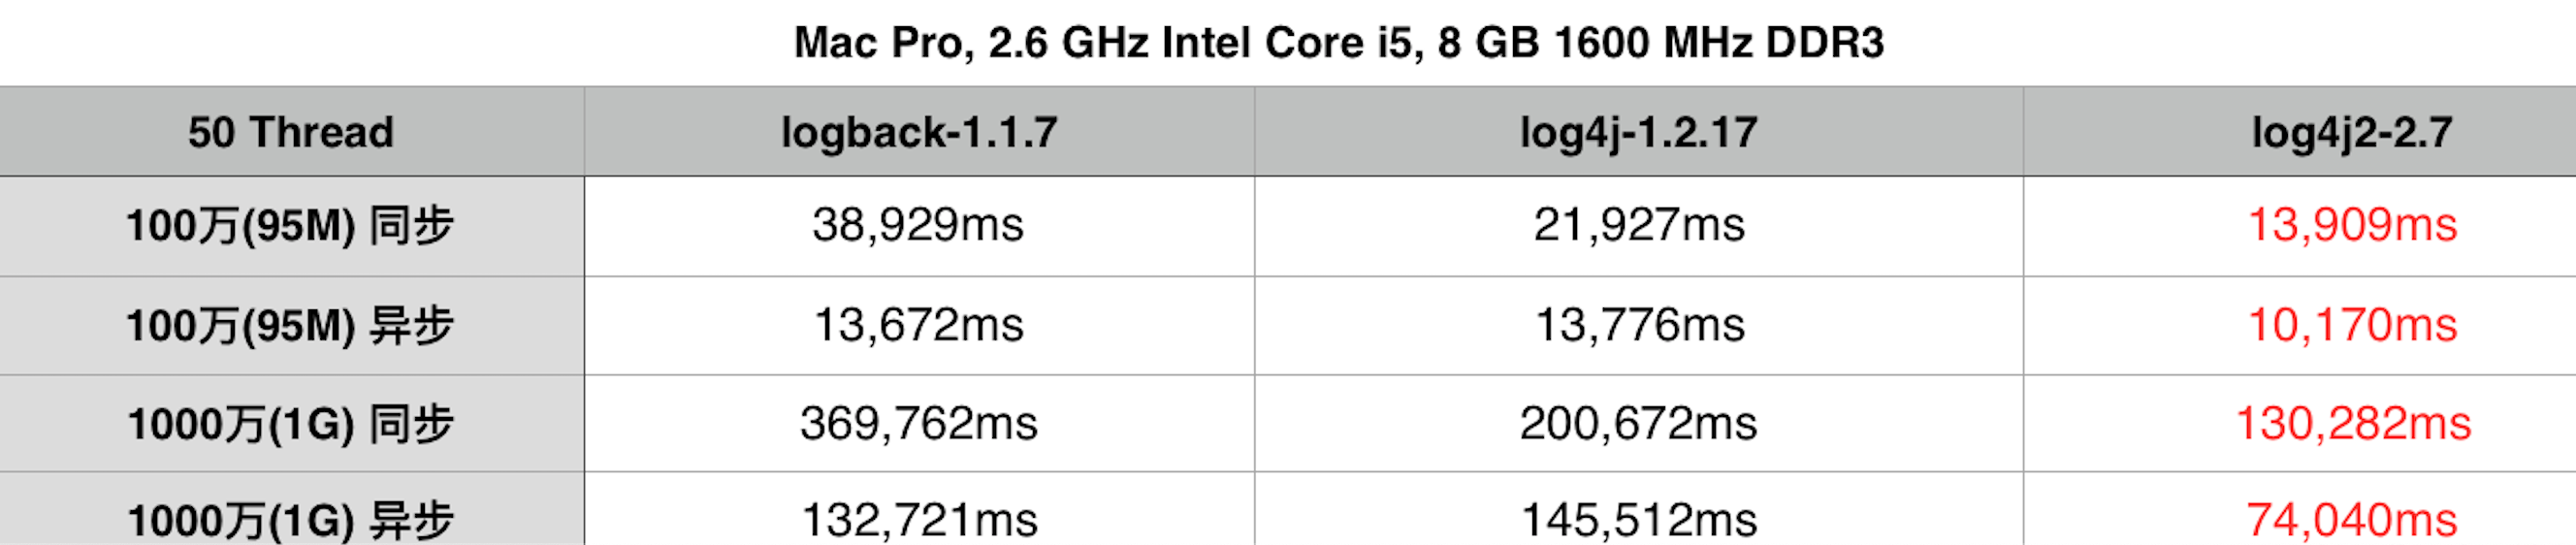 Mac Pro, 2.6 GHz Intel Core i5, 8 GB 1600 MHz DDR3
50 Thread logback-1.1.7 log4j-1.2.17 log4j2-2.7
100万(95M) 同步 38,929ms 21,927ms 13,909ms
100万(95M) 异步 13,672ms 13,776ms 10,170ms
1000万(1G) 同步 369,762ms 200,672ms 130,282ms
1000万(1G) 异步 132,721ms 145,512ms 74,040ms